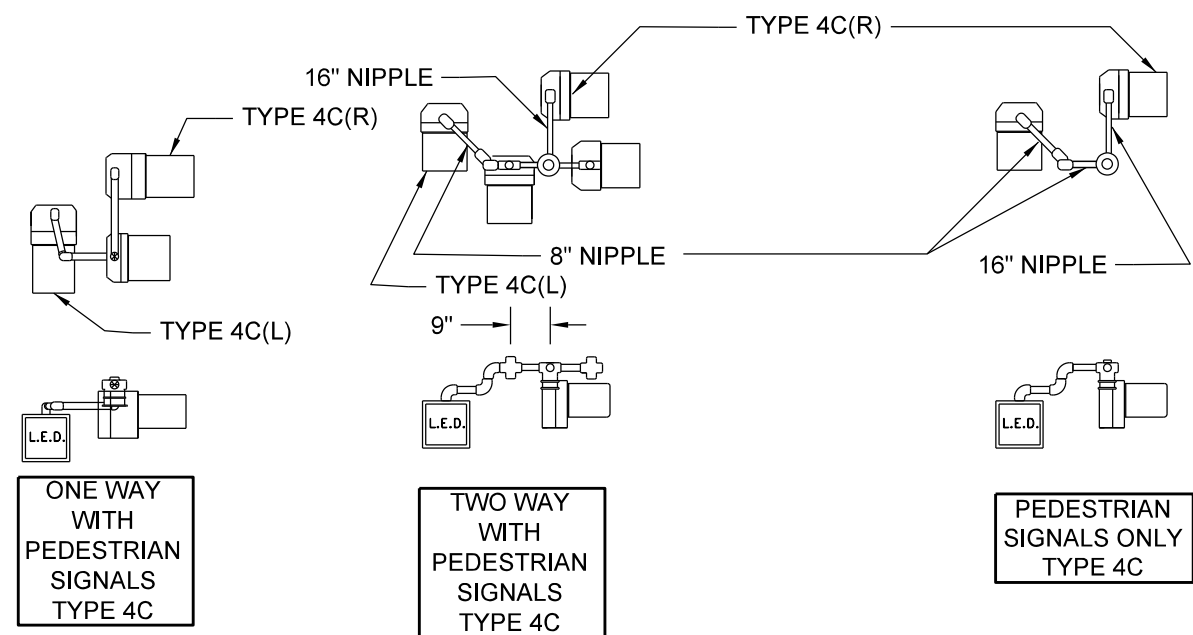 TYPE 4C(R)
16" NIPPLE
TYPE 4C(R)
8" NIPPLE
16" NIPPLE
TYPE 4C(L)
TYPE 4C(L)
9"
L.E.D.
L.E.D.
L.E.D.
ONE WAY
WITH
PEDESTRIAN
SIGNALS
TYPE 4C
TWO WAY
WITH
PEDESTRIAN
SIGNALS
TYPE 4C
PEDESTRIAN
SIGNALS ONLY
TYPE 4C